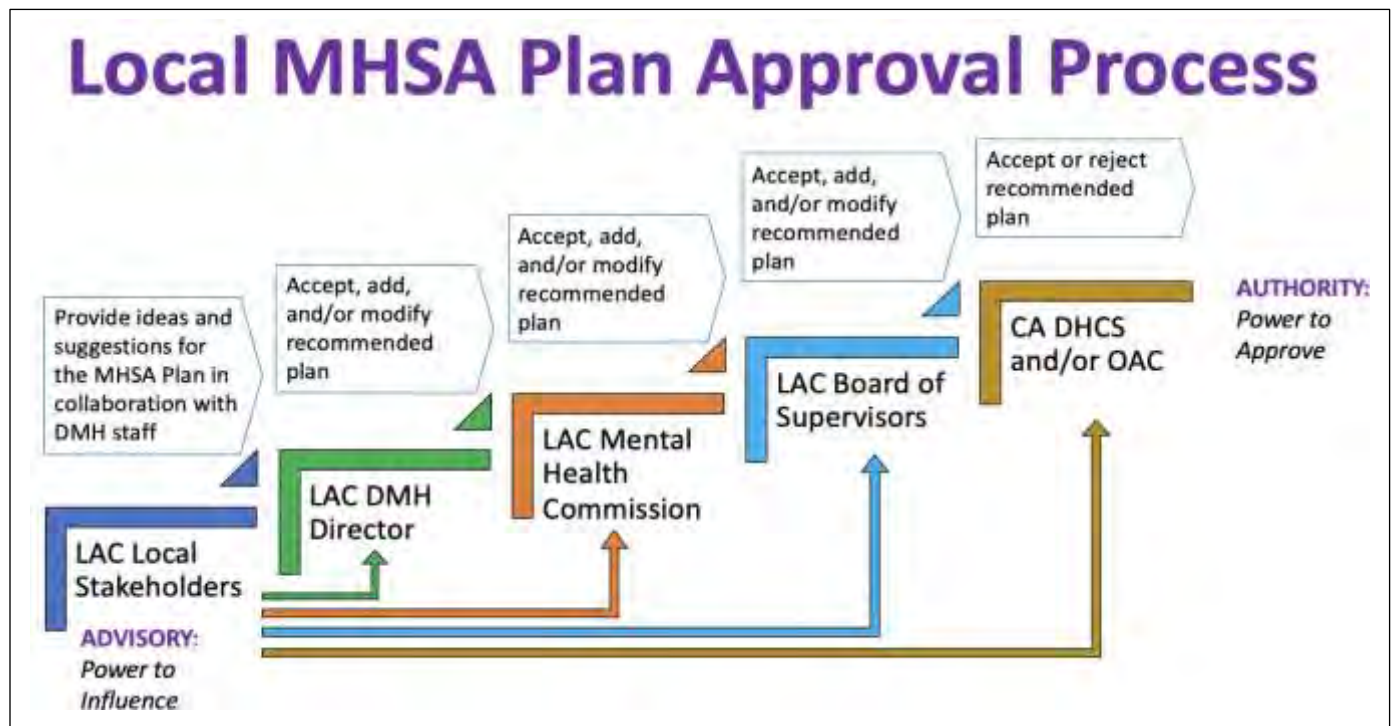 Local MHSA Plan Approval Process
Provide ideas and
suggestions for
the MHSA Plan in
collaboration with
DMH staff
Accept, add,
and/or modify
recommended
plan
Accept, add,
and/or modify
recommended
plan
Accept, add,
and/or modify
recommended
plan
Accept or reject
recommended
plan
LAC Local
Stakeholders
LAC DMH
Director
LAC Mental
Health
Commission
LAC Board of
Supervisors
CA DHCS
and/or OAC
AUTHORITY:
Power to
Approve
ADVISORY:
Power to
Influence